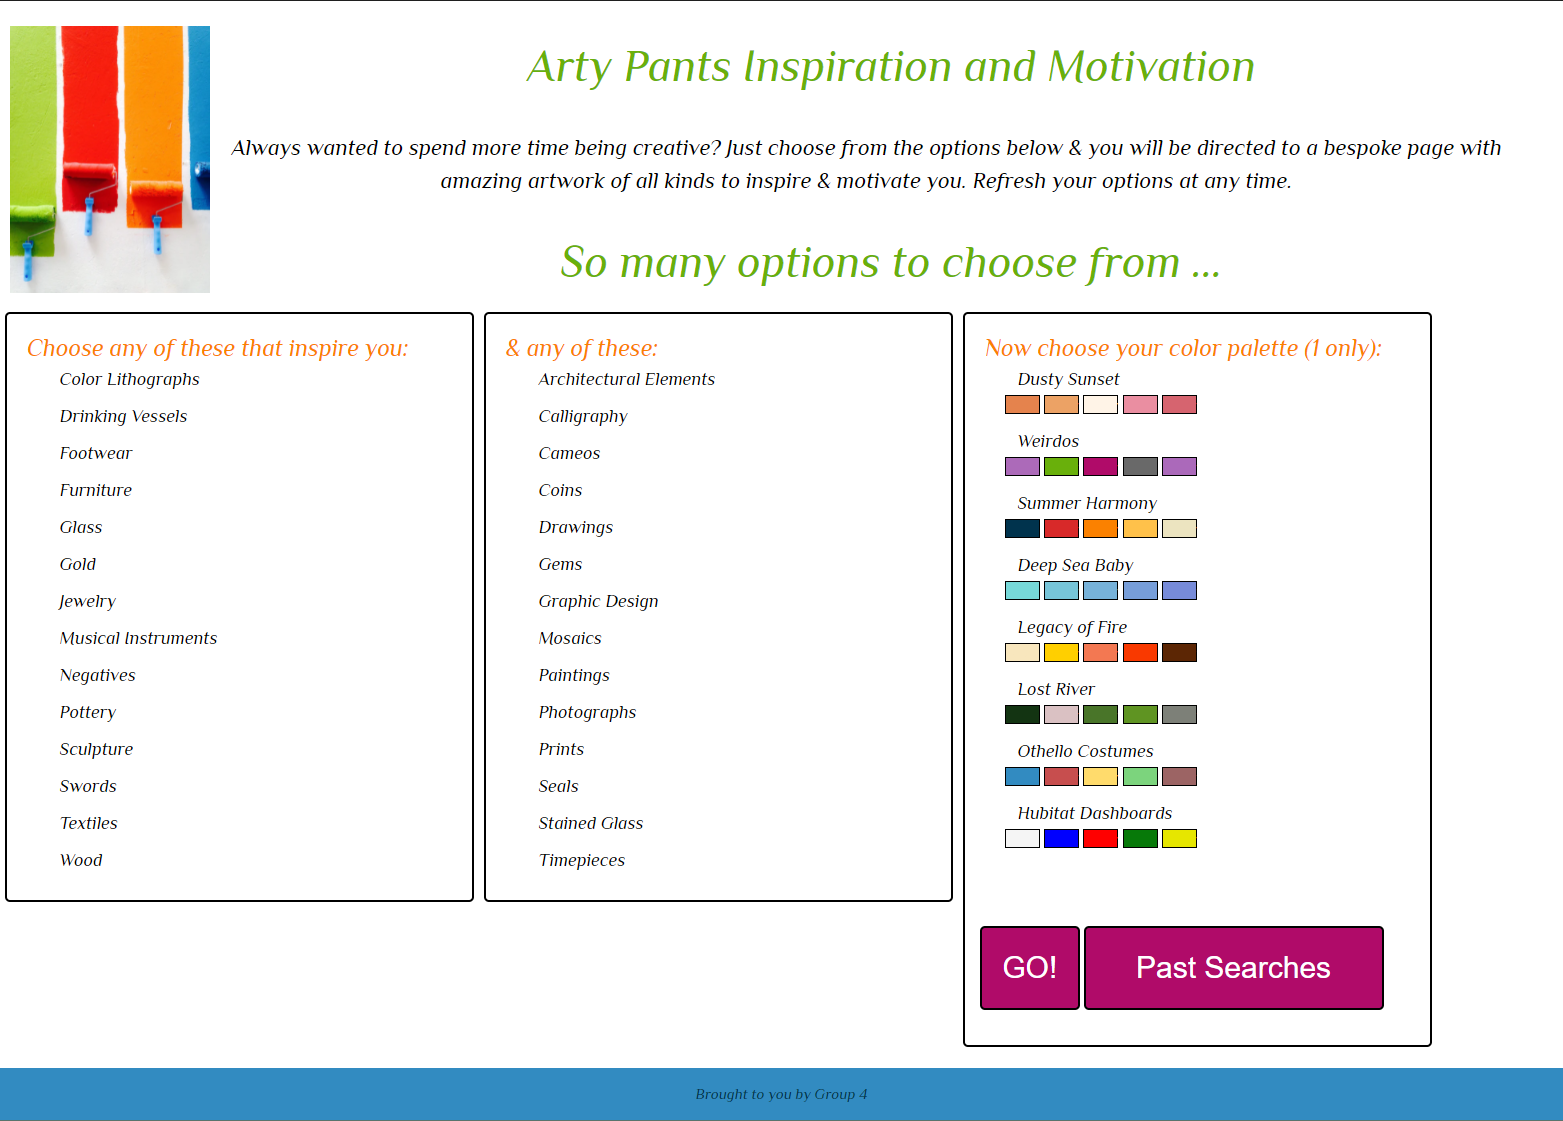 Arty Pants Inspiration and Motivation
Always wanted to spend more time being creative? Just choose from the options below & you will be directed to a bespoke page with
amazing artwork of all kinds to inspire & motivate you. Refresh your options at any time.
So many options to choose from ...
Choose any of these that inspire you:
Color Lithographs
Drinking Vessels
Footwear
Furniture
Glass
Gold
Jewelry
Musical Instruments
Negatives
Pottery
Sculpture
Swords
Textiles
Wood
& any of these:
Architectural Elements
Calligraphy
Cameos
Coins
Drawings
Gems
Graphic Design
Mosaics
Paintings
Photographs
Prints
Seals
Stained Glass
Timepieces
Now choose your color palette (1 only):
Dusty Sunset
Weirdos
Summer Harmony
Deep Sea Baby
Legacy of Fire
Lost River
Othello Costumes
Hubitat Dashboards
GO!
Past Searches
Brought to you by Group 4